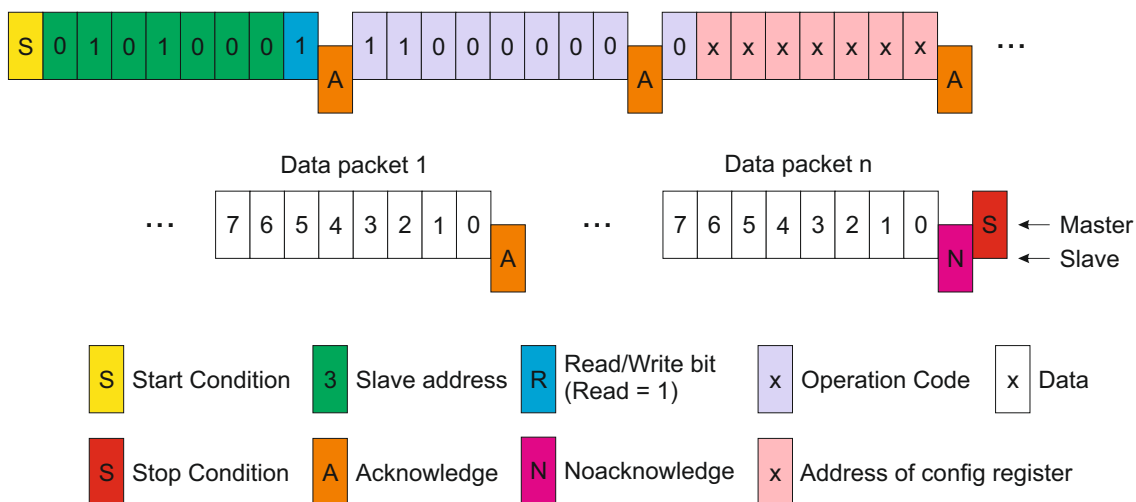 S 0 1 0 1 0 0 0 1 A 1 1 0 0 0 0 0 0 A 0 x x x x x x x A ...
Data packet 1 Data packet n
... 7 6 5 4 3 2 1 0 A ... 7 6 5 4 3 2 1 0 N S Master
Slave
S Start Condition 3 Slave address R Read/Write bit (Read = 1) x Operation Code x Data
S Stop Condition A Acknowledge N Noacknowledge x Address of config register